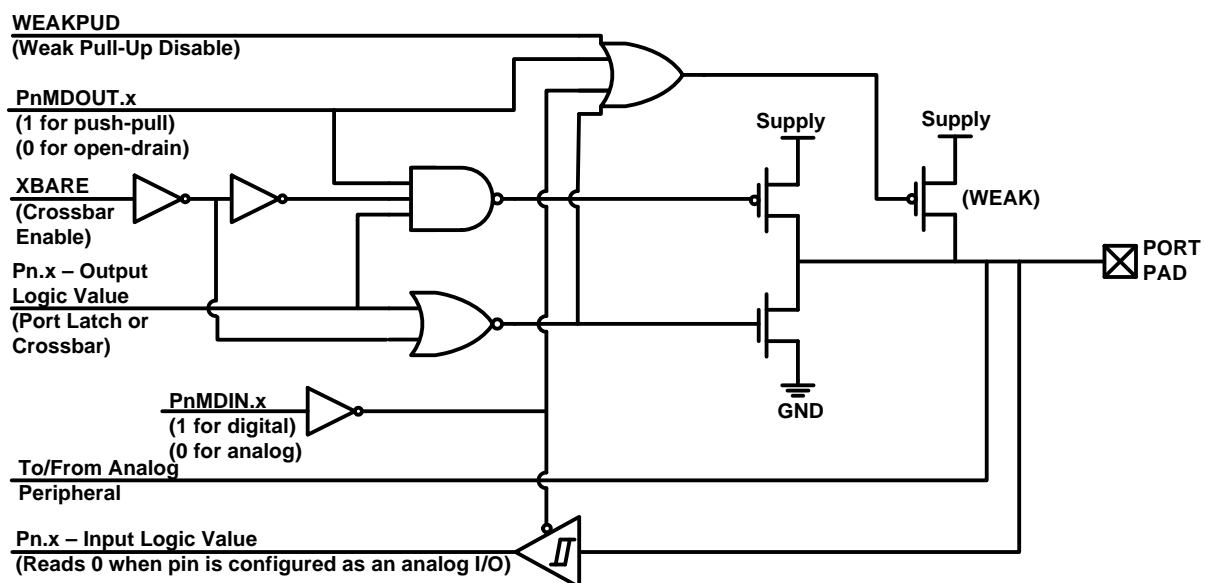 WEAKPUD
(Weak Pull-Up Disable)
PnMDOUT.x
(1 for push-pull)
(0 for open-drain)
XBARE
(Crossbar
Enable)
Pn.x – Output
Logic Value
(Port Latch or
Crossbar)
PnMDIN.x
(1 for digital)
(0 for analog)
To/From Analog
Peripheral
Pn.x – Input Logic Value
(Reads 0 when pin is configured as an analog I/O)
Supply
Supply
(WEAK)
GND
PORT
PAD